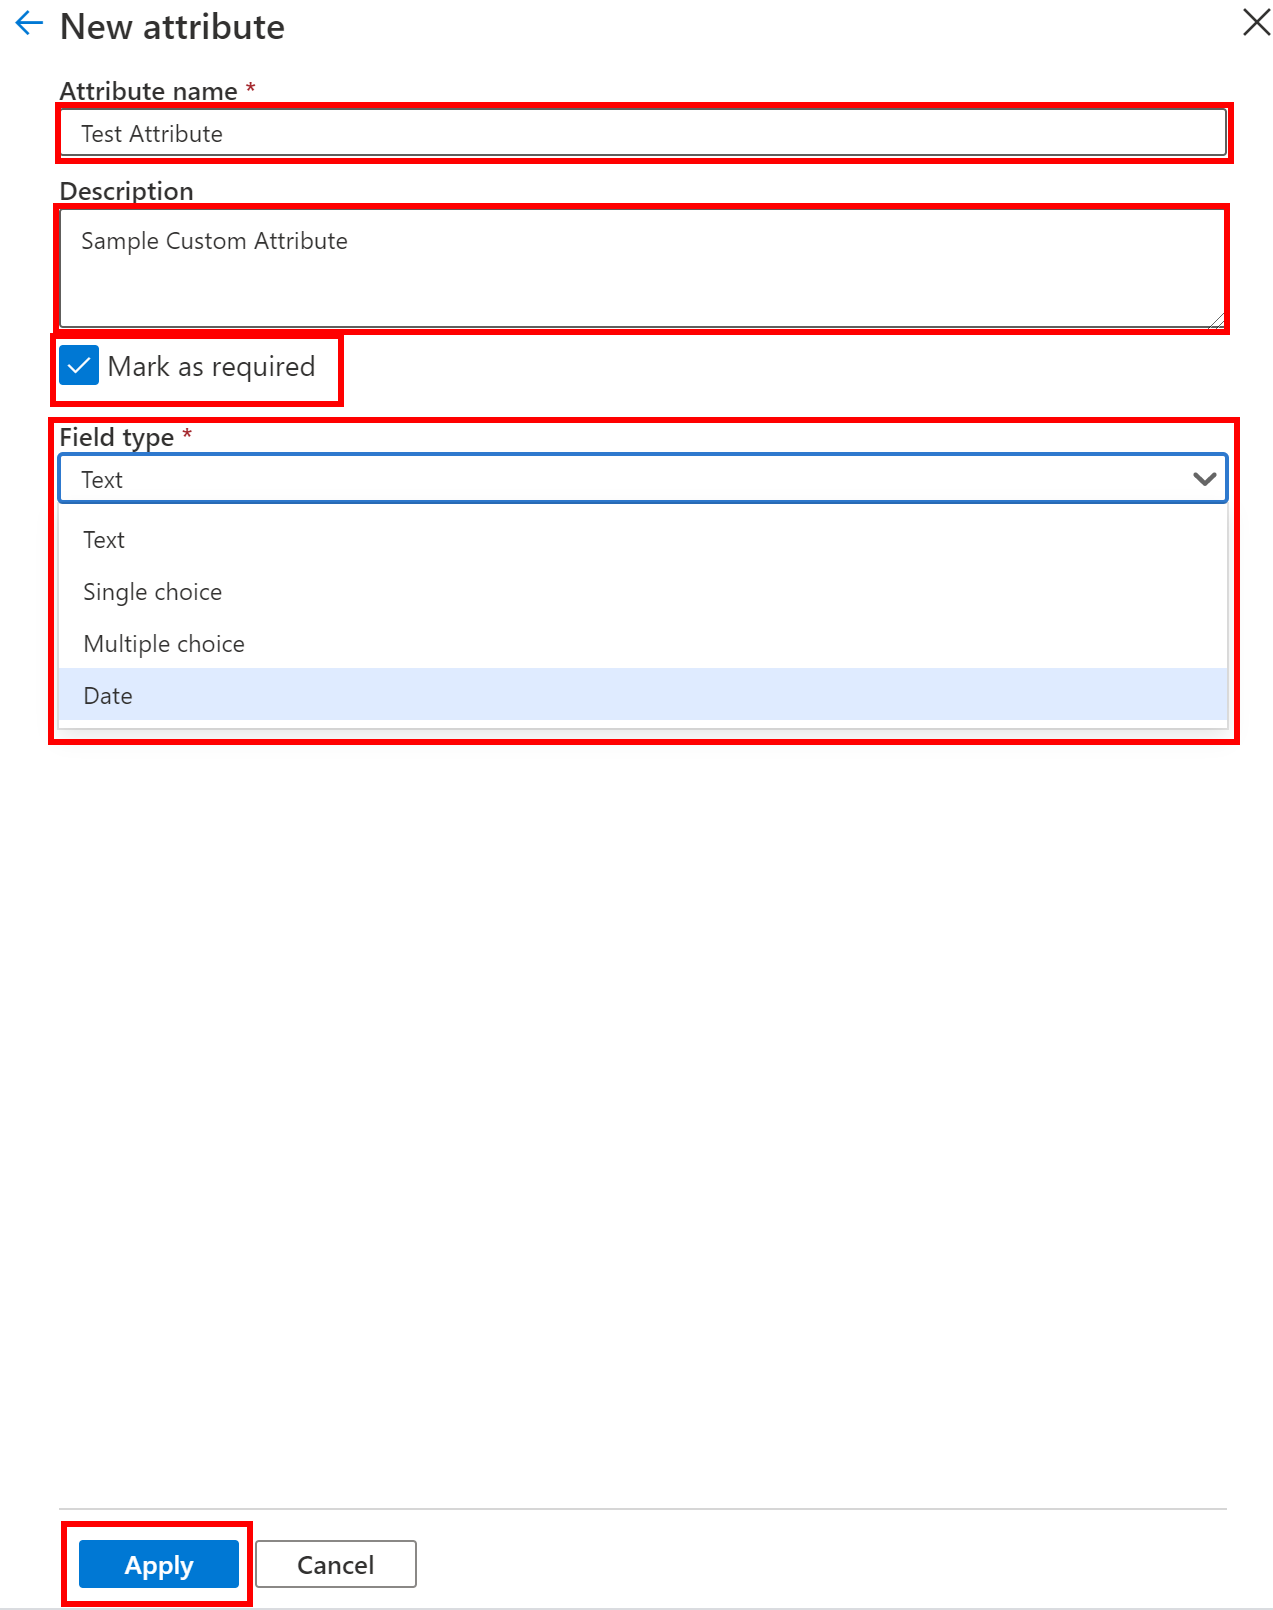 New attribute
Attribute name *
Test Attribute
Description
Sample Custom Attribute
Mark as required
Field type *
Text
Text
Single choice
Multiple choice
Date
Apply
Cancel